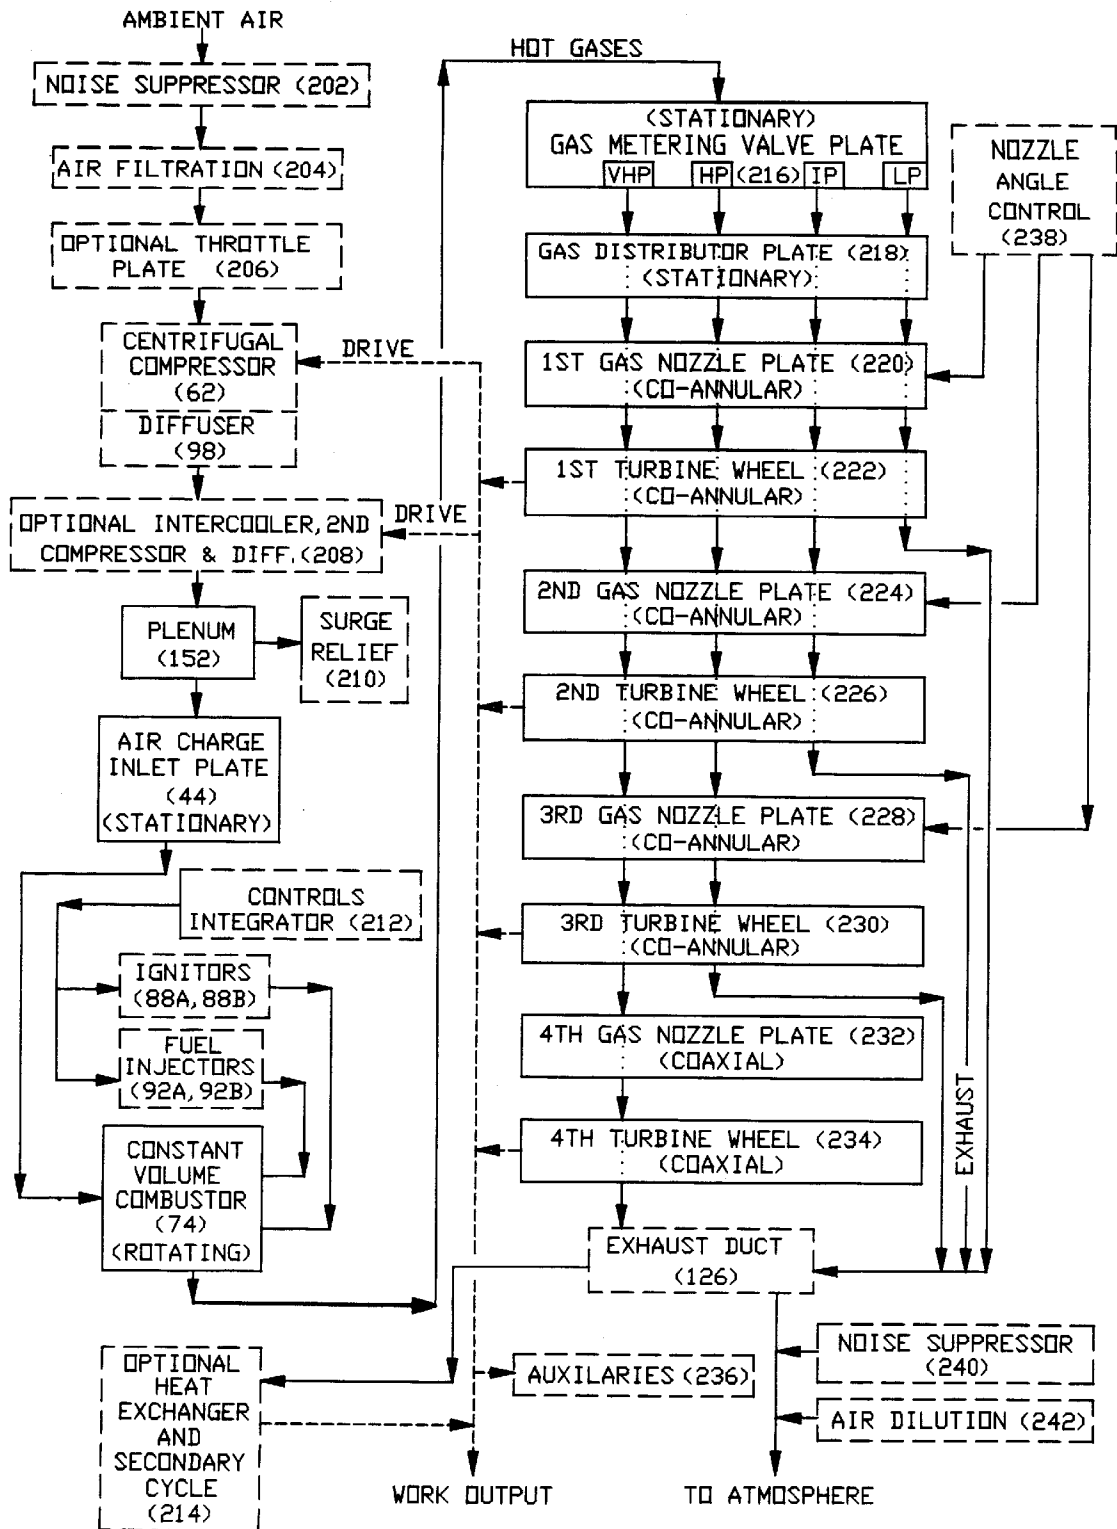 AMBIENT AIR
NOISE SUPPRESSOR (202)
AIR FILTRATION (204)
OPTIONAL THROTTLE
PLATE (206)
CENTRIFUGAL
COMPRESSOR
(62)
DIFFUSER
(98)
OPTIONAL INTERCOOLER, 2ND
COMPRESSOR & DIFF. (208)
PLENUM
(152)
SURGE
RELIEF
(210)
AIR CHARGE
INLET PLATE
(44)
(STATIONARY)
CONTROLS
INTEGRATOR (212)
IGNITORS
(88A, 88B)
FUEL
INJECTORS
(92A, 92B)
CONSTANT
VOLUME
COMBUSTOR
(74)
(ROTATING)
OPTIONAL
HEAT
EXCHANGER
AND
SECONDARY
CYCLE
(214)
DRIVE
DRIVE
HOT GASES
(STATIONARY)
GAS METERING VALVE PLATE
VHP HP (216) IP LP
GAS DISTRIBUTOR PLATE (218)
(STATIONARY)
1ST GAS NOZZLE PLATE (220)
(CO-ANNULAR)
1ST TURBINE WHEEL (222)
(CO-ANNULAR)
2ND GAS NOZZLE PLATE (224)
(CO-ANNULAR)
2ND TURBINE WHEEL (226)
(CO-ANNULAR)
3RD GAS NOZZLE PLATE (228)
(CO-ANNULAR)
3RD TURBINE WHEEL (230)
(CO-ANNULAR)
4TH GAS NOZZLE PLATE (232)
(COAXIAL)
4TH TURBINE WHEEL (234)
(COAXIAL)
EXHAUST DUCT
(126)
NOZZLE
ANGLE
CONTROL
(238)
EXHAUST
AUXILARIES (236)
NOISE SUPPRESSOR
(240)
AIR DILUTION (242)
WORK OUTPUT
TO ATMOSPHERE